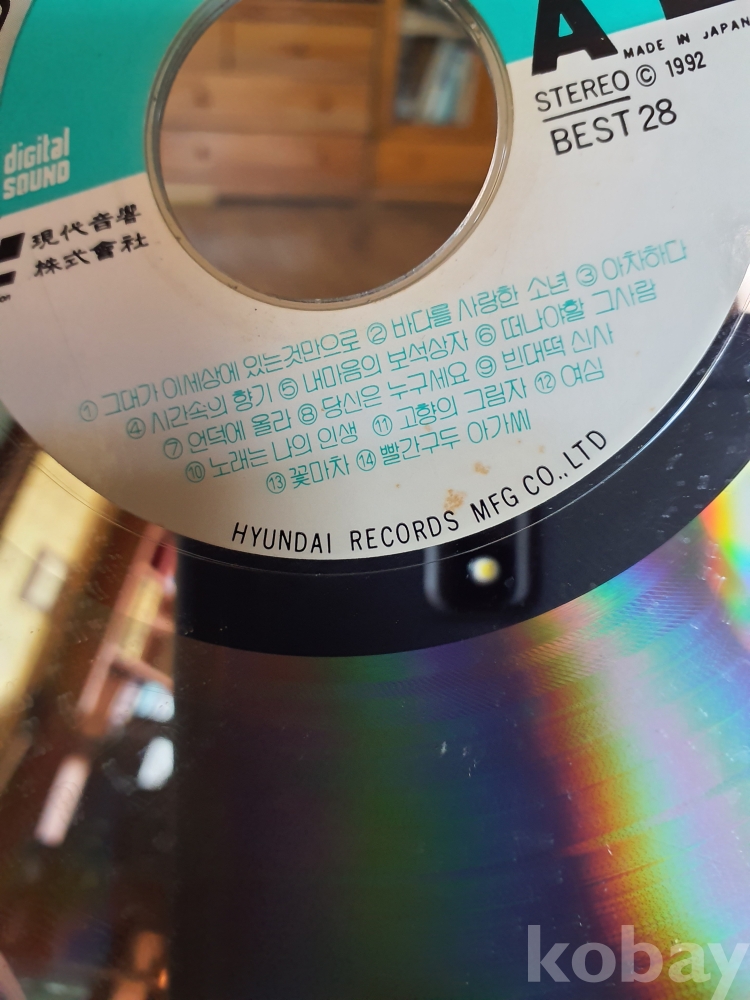 A
MADE IN JAPAN
STEREO © 1992
BEST 28
digital
SOUND
現代音響
株式會社
① 그대가 이세상에 있는것만으로 ② 바다를 사랑한 소년 ③ 아차하다
④ 시간속의 향기 ⑤ 내마음의 보석상자 ⑥ 떠나야할 그사람
⑦ 언덕에 올라 ⑧ 당신은 누구세요 ⑨ 빈대떡 신사
⑩ 노래는 나의 인생 ⑪ 고향의 그림자 ⑫ 여심
⑬ 꽃마차 ⑭ 빨간구두 아가씨
HYUNDAI RECORDS MFG CO., LTD
kobay